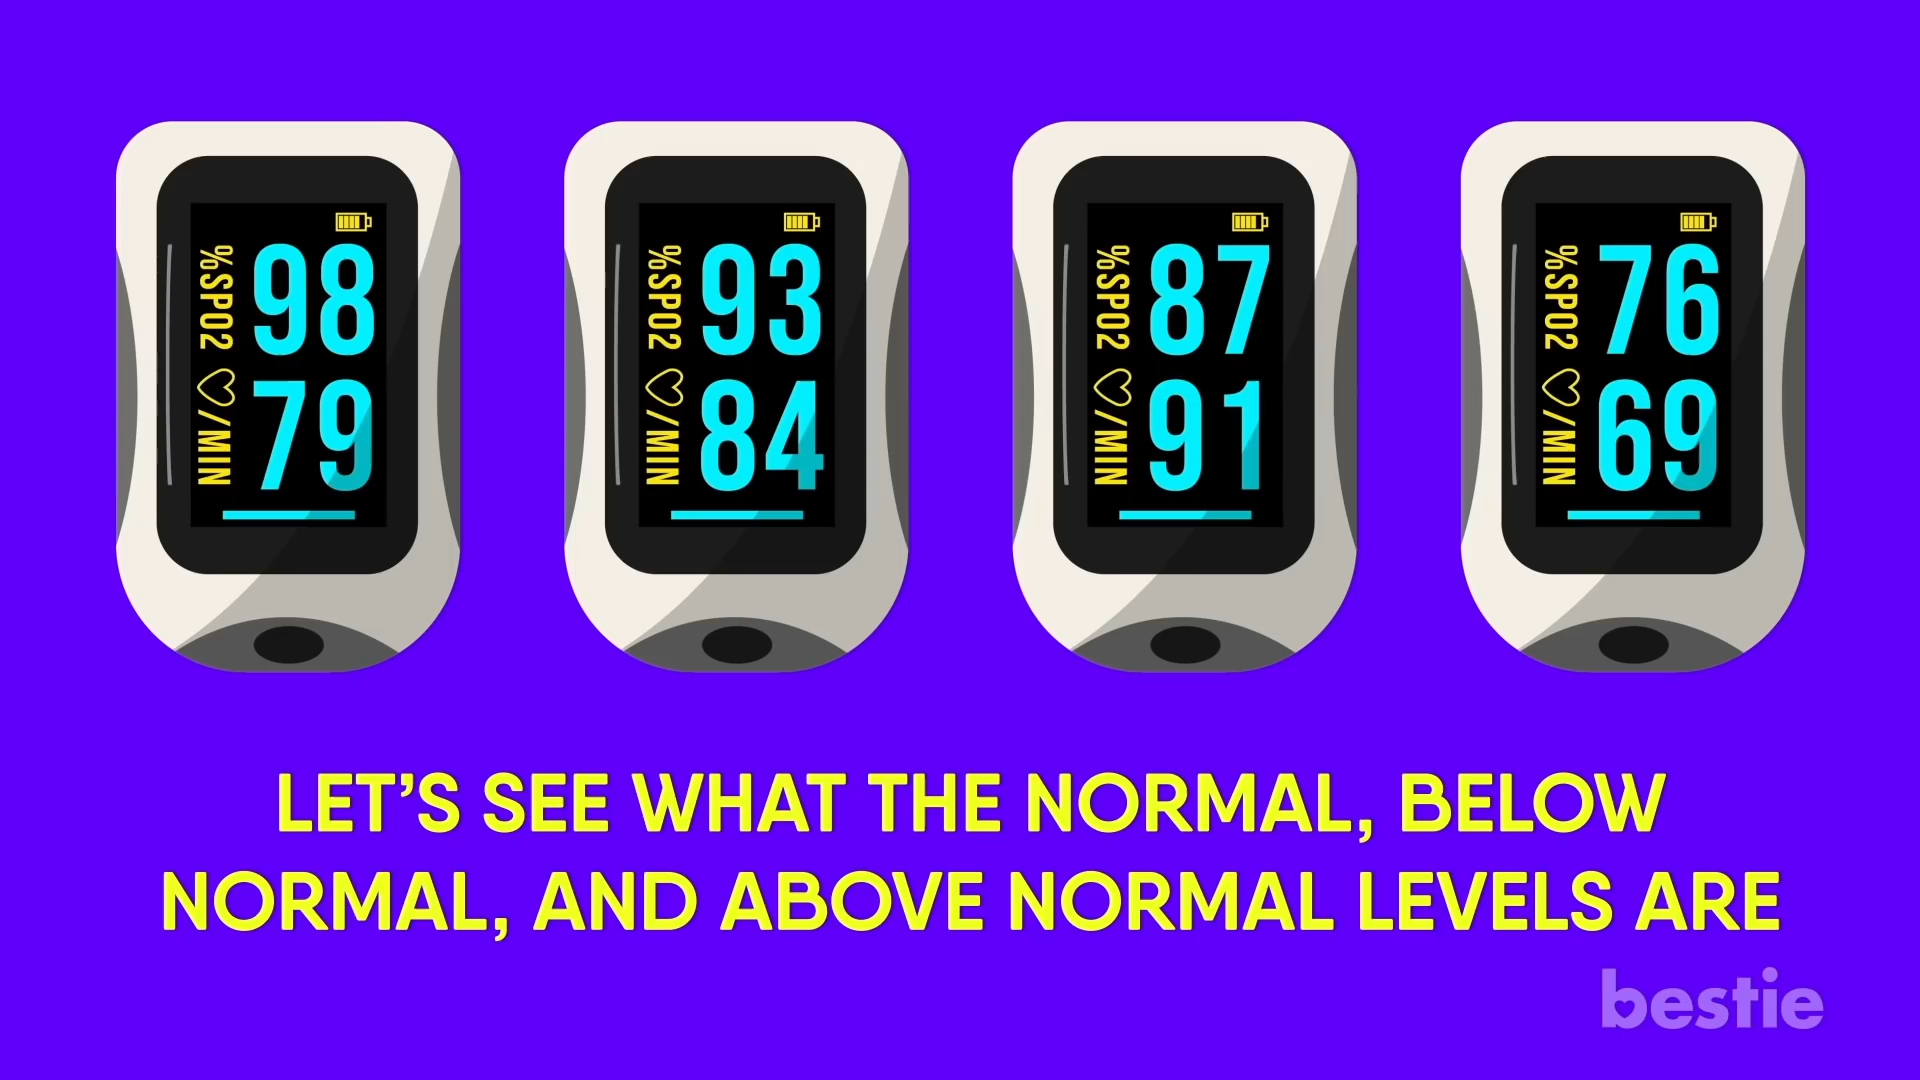 %SPO2 98
♡/MIN 79
%SPO2 93
♡/MIN 84
%SPO2 87
♡/MIN 91
%SPO2 76
♡/MIN 69
LET'S SEE WHAT THE NORMAL, BELOW
NORMAL, AND ABOVE NORMAL LEVELS ARE
bestie